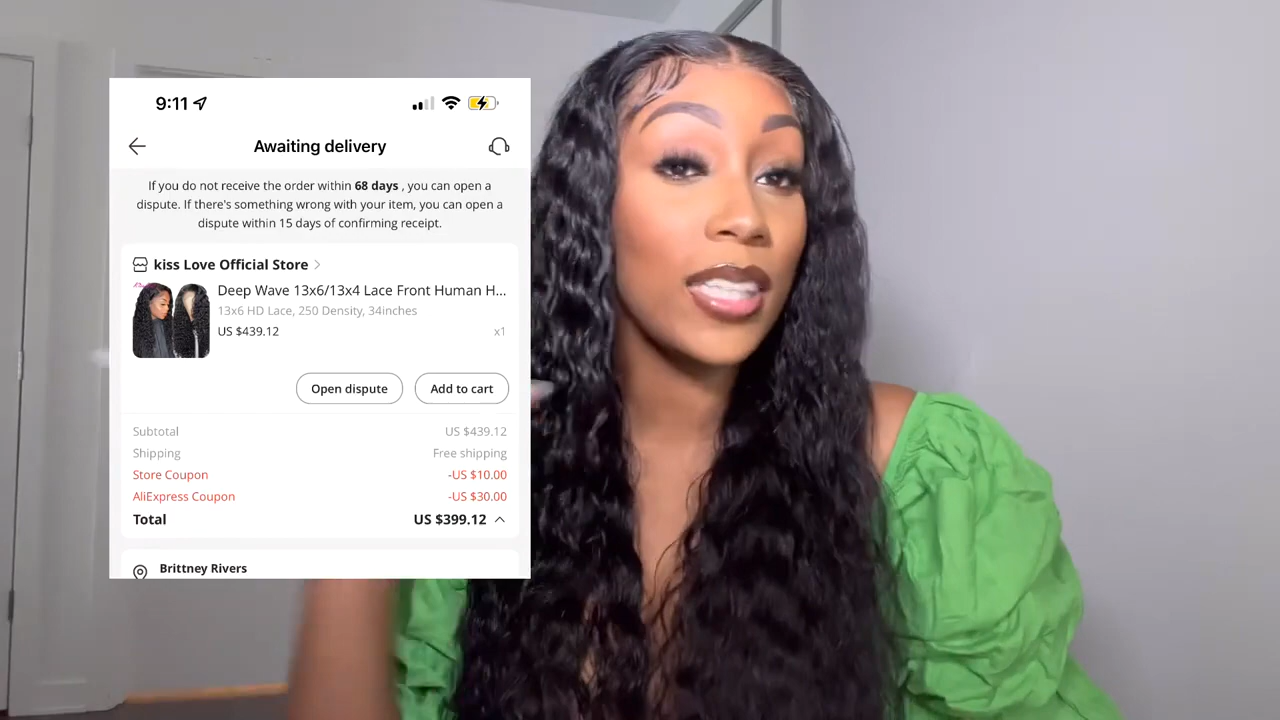 9:11
Awaiting delivery
If you do not receive the order within 68 days , you can open a
dispute. If there's something wrong with your item, you can open a
dispute within 15 days of confirming receipt.
kiss Love Official Store
Deep Wave 13x6/13x4 Lace Front Human H...
13x6 HD Lace, 250 Density, 34inches
US $439.12 x1
Open dispute Add to cart
Subtotal US $439.12
Shipping Free shipping
Store Coupon -US $10.00
AliExpress Coupon -US $30.00
Total US $399.12
Brittney Rivers